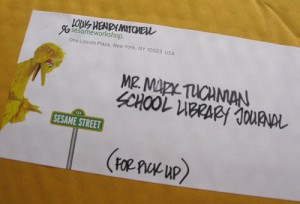 LOUIS HENRY MITCHELL
℅ sesameworkshop.
One Lincoln Plaza, New York, NY 10023 USA
MR. MARK TUCHMAN
SCHOOL LIBRARY JOURNAL
123
SESAME STREET
(FOR PICK UP)